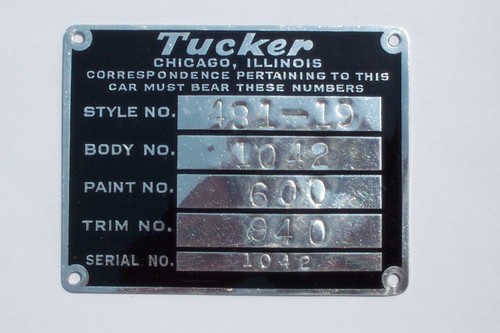 Tucker
CHICAGO, ILLINOIS
CORRESPONDENCE PERTAINING TO THIS
CAR MUST BEAR THESE NUMBERS
STYLE NO. 481-19
BODY NO. 1042
PAINT NO. 600
TRIM NO. 940
SERIAL NO. 1042